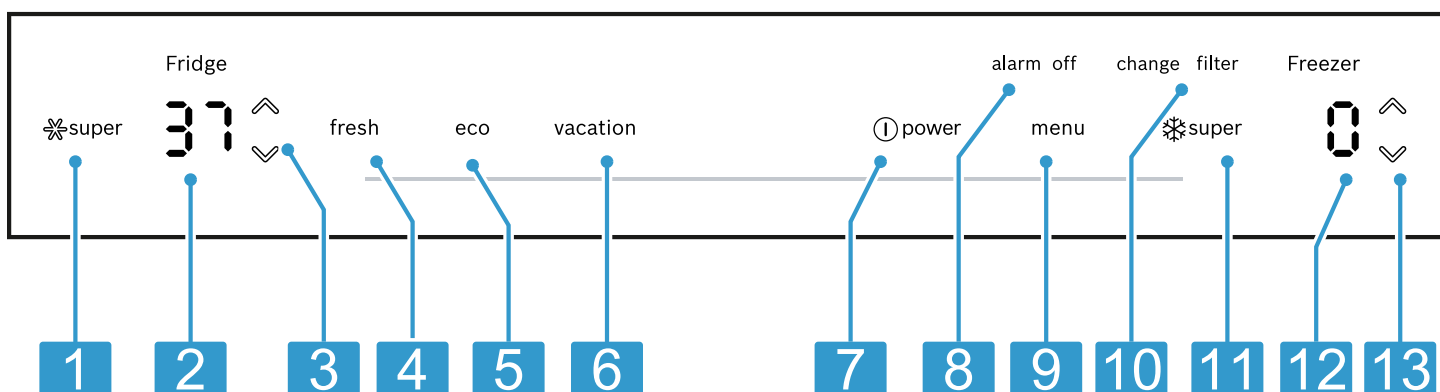 Fridge
alarm off
change filter
Freezer
super
37
fresh
eco
vacation
power
menu
super
0
1
2
3
4
5
6
7
8
9
10
11
12
13